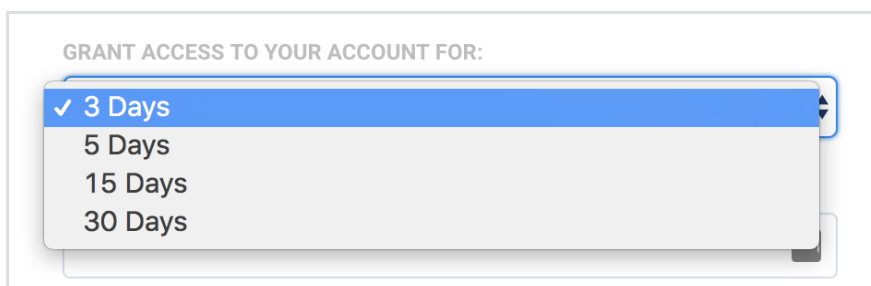 GRANT ACCESS TO YOUR ACCOUNT FOR:
✓ 3 Days
5 Days
15 Days
30 Days